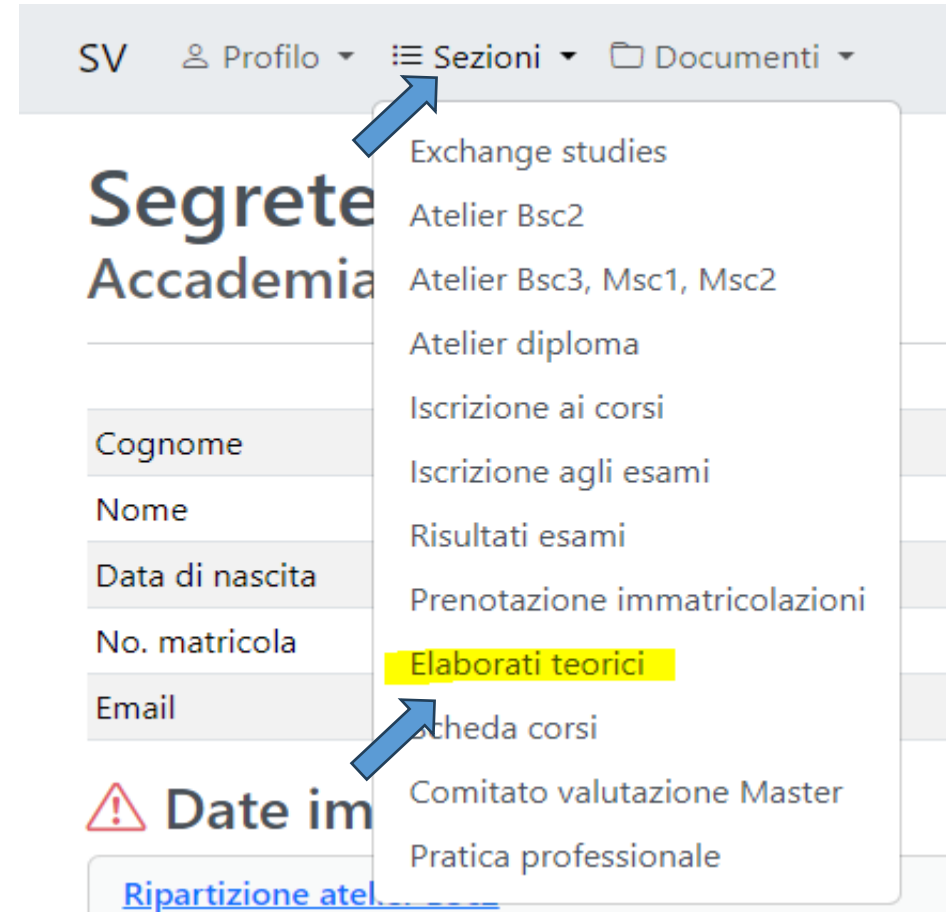 SV Profilo Sezioni Documenti
Exchange studies
Segrete
Atelier Bsc2
Accademia
Atelier Bsc3, Msc1, Msc2
Atelier diploma
Iscrizione ai corsi
Cognome
Iscrizione agli esami
Nome
Risultati esami
Data di nascita
Prenotazione immatricolazioni
No. matricola
Elaborati teorici
Email
Scheda corsi
Date im
Comitato valutazione Master
Pratica professionale
Ripartizione atelier